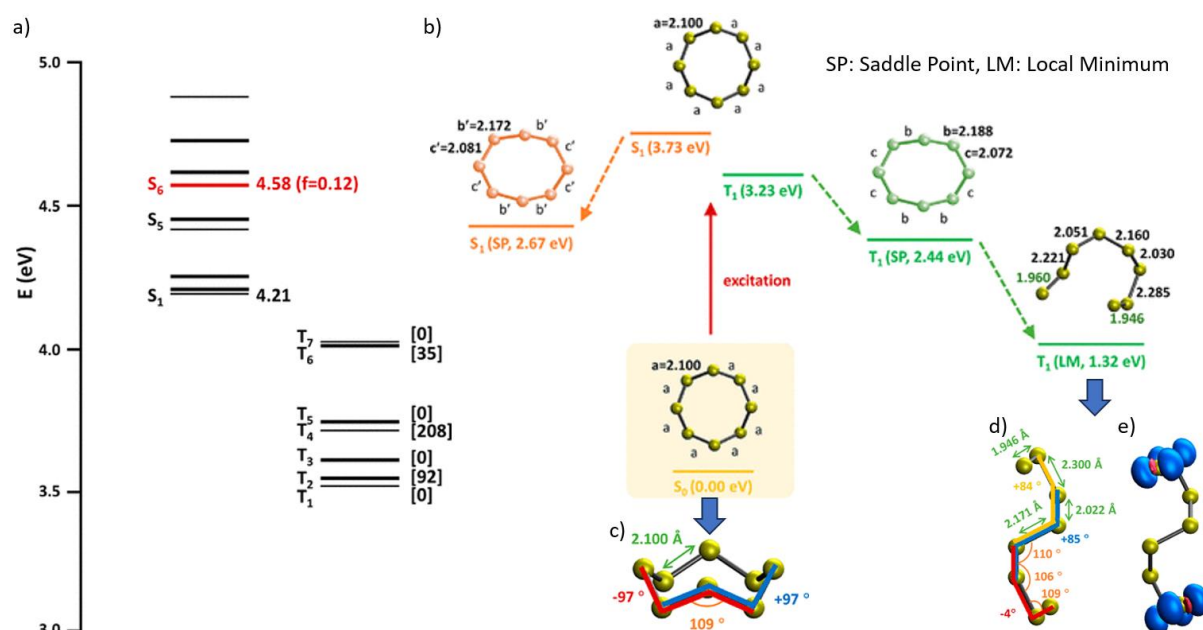 a)
5.0
4.5
4.0
3.5
3.0
E (eV)
S6
4.58 (f=0.12)
S5
S1
4.21
T7
[0]
T6
[35]
T5
[0]
T4
[208]
T3
[0]
T2
[92]
T1
[0]
b)
SP: Saddle Point, LM: Local Minimum
a=2.100
a
a
a
a
a
a
a
S1 (3.73 eV)
b'=2.172
b'
c'=2.081
c'
c'
c'
b'
b'
S1 (SP, 2.67 eV)
T1 (3.23 eV)
b
b=2.188
c
c=2.072
c
c
b
b
T1 (SP, 2.44 eV)
2.051
2.160
2.221
2.030
1.960
2.285
1.946
T1 (LM, 1.32 eV)
excitation
a=2.100
a
a
a
a
a
a
a
S0 (0.00 eV)
c)
2.100 Å
-97 °
+97 °
109 °
d)
1.946 Å
2.300 Å
+84 °
2.171 Å
2.022 Å
+85 °
110 °
106 °
109 °
-4°
e)